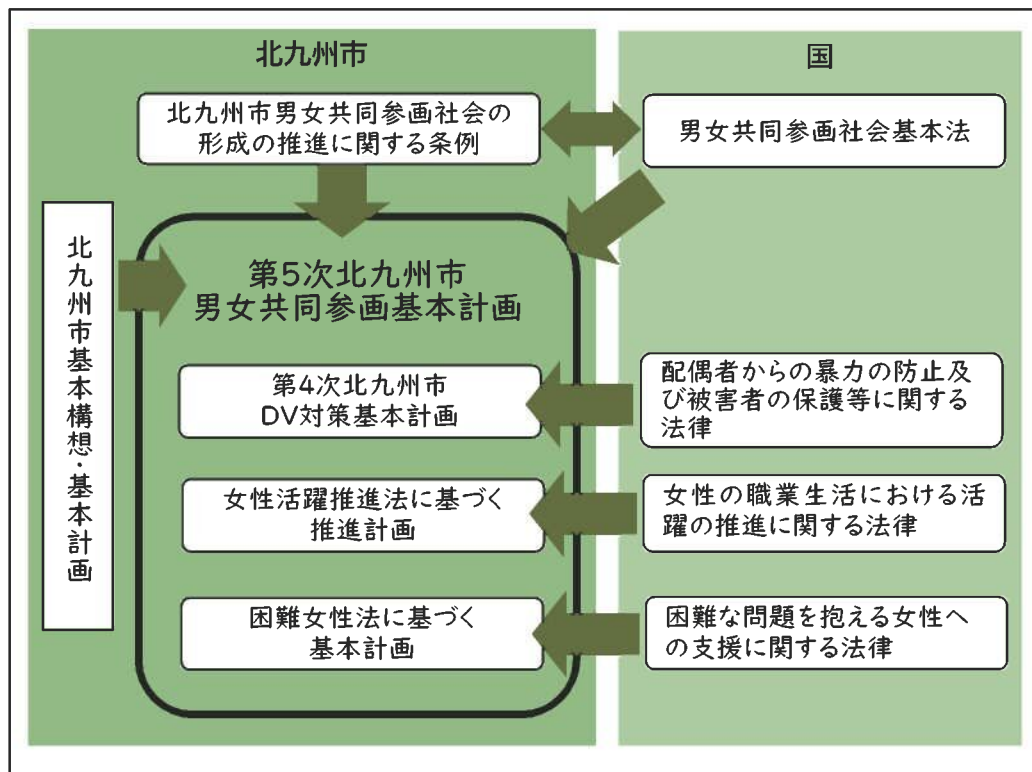 北九州市
国
北九州市男女共同参画社会の
形成の推進に関する条例
男女共同参画社会基本法
北九州市基本構想・基本計画
第5次北九州市
男女共同参画基本計画
第4次北九州市
DV対策基本計画
配偶者からの暴力の防止及
び被害者の保護等に関する
法律
女性活躍推進法に基づく
推進計画
女性の職業生活における活
躍の推進に関する法律
困難女性法に基づく
基本計画
困難な問題を抱える女性へ
の支援に関する法律